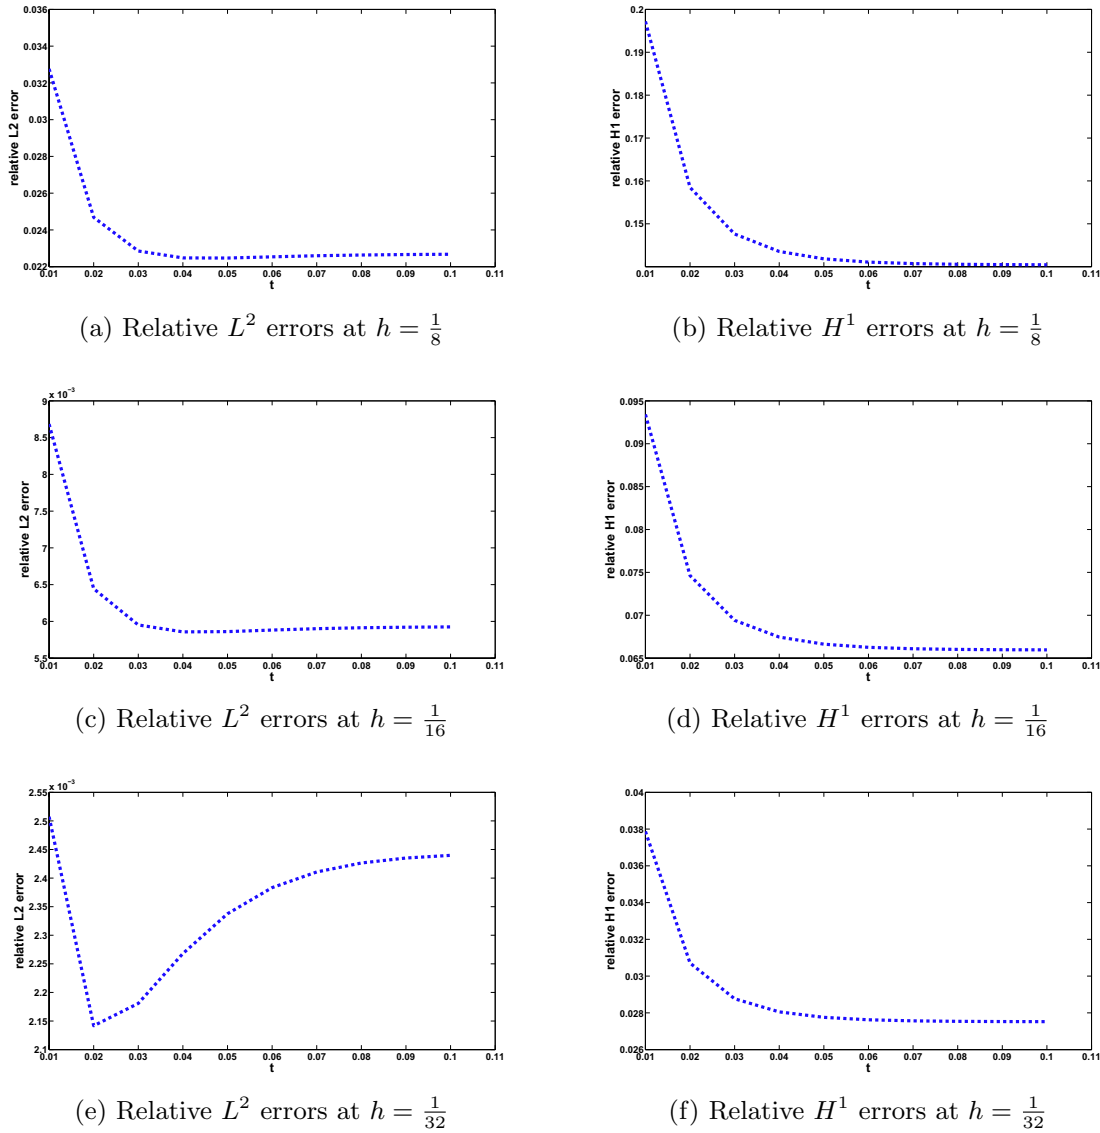 0.036
0.034
0.032
0.03
0.028
0.026
0.024
0.022
relative L2 error
0.01 0.02 0.03 0.04 0.05 0.06 0.07 0.08 0.09 0.1 0.11
t
(a) Relative L² errors at h = 1/8
0.2
0.19
0.18
0.17
0.16
0.15
relative H1 error
0.01 0.02 0.03 0.04 0.05 0.06 0.07 0.08 0.09 0.1 0.11
t
(b) Relative H¹ errors at h = 1/8
x 10⁻³
9
8.5
8
7.5
7
6.5
6
5.5
relative L2 error
0.01 0.02 0.03 0.04 0.05 0.06 0.07 0.08 0.09 0.1 0.11
t
(c) Relative L² errors at h = 1/16
0.095
0.09
0.085
0.08
0.075
0.07
0.065
relative H1 error
0.01 0.02 0.03 0.04 0.05 0.06 0.07 0.08 0.09 0.1 0.11
t
(d) Relative H¹ errors at h = 1/16
x 10⁻³
2.55
2.5
2.45
2.4
2.35
2.3
2.25
2.2
2.15
2.1
relative L2 error
0.01 0.02 0.03 0.04 0.05 0.06 0.07 0.08 0.09 0.1 0.11
t
(e) Relative L² errors at h = 1/32
0.04
0.038
0.036
0.034
0.032
0.03
0.028
0.026
relative H1 error
0.01 0.02 0.03 0.04 0.05 0.06 0.07 0.08 0.09 0.1 0.11
t
(f) Relative H¹ errors at h = 1/32